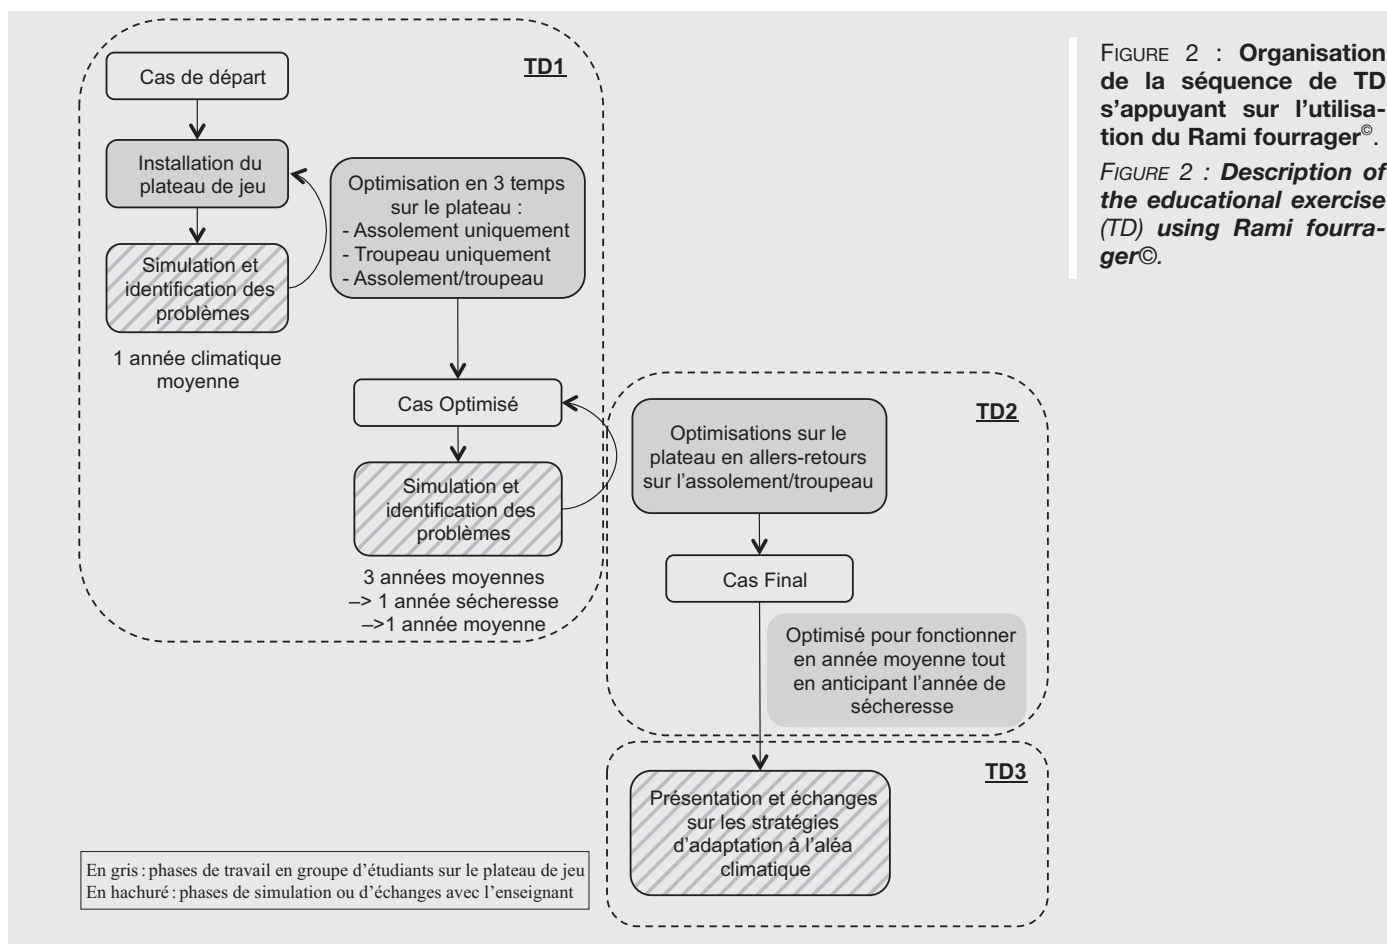 TD1
Cas de départ
Installation du
plateau de jeu
Simulation et
identification des
problèmes
1 année climatique
moyenne
Optimisation en 3 temps
sur le plateau :
- Assolement uniquement
- Troupeau uniquement
- Assolement/troupeau
Cas Optimisé
Simulation et
identification des
problèmes
3 années moyennes
–> 1 année sécheresse
–>1 année moyenne
TD2
Optimisations sur le
plateau en allers-retours
sur l’assolement/troupeau
Cas Final
Optimisé pour fonctionner
en année moyenne tout
en anticipant l’année de
sécheresse
TD3
Présentation et échanges
sur les stratégies
d’adaptation à l’aléa
climatique
En gris : phases de travail en groupe d’étudiants sur le plateau de jeu
En hachuré : phases de simulation ou d’échanges avec l’enseignant
FIGURE 2 : Organisation
de la séquence de TD
s’appuyant sur l’utilisa-
tion du Rami fourrager©.
FIGURE 2 : Description of
the educational exercise
(TD) using Rami fourra-
ger©.